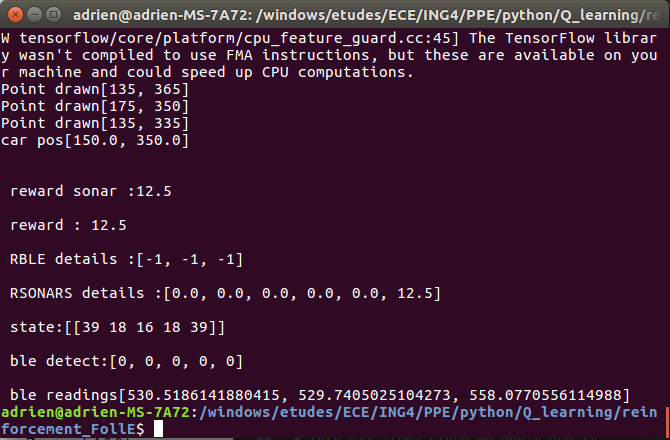 adrien@adrien-MS-7A72: /windows/etudes/ECE/ING4/PPE/python/Q_learning/re
W tensorflow/core/platform/cpu_feature_guard.cc:45] The TensorFlow librar
y wasn't compiled to use FMA instructions, but these are available on you
r machine and could speed up CPU computations.
Point drawn[135, 365]
Point drawn[175, 350]
Point drawn[135, 335]
car pos[150.0, 350.0]
reward sonar :12.5
reward : 12.5
RBLE details :[-1, -1, -1]
RSONARS details :[0.0, 0.0, 0.0, 0.0, 0.0, 12.5]
state:[[39 18 16 18 39]]
ble detect:[0, 0, 0, 0, 0]
ble readings[530.5186141880415, 529.7405025104273, 558.0770556114988]
adrien@adrien-MS-7A72:/windows/etudes/ECE/ING4/PPE/python/Q_learning/rein
forcement_FollE$